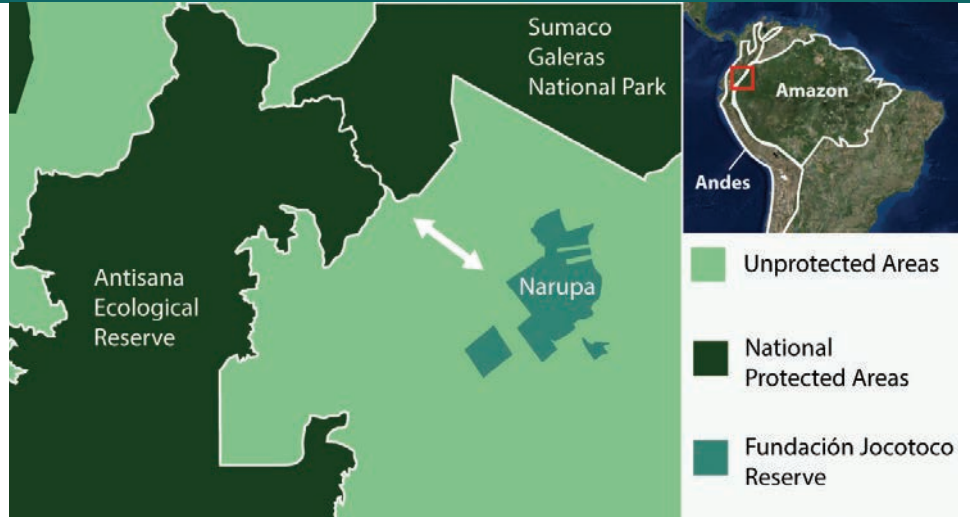 Sumaco
Galeras
National Park
Antisana
Ecological
Reserve
Narupa
Amazon
Andes
Unprotected Areas
National
Protected Areas
Fundación Jocotoco
Reserve